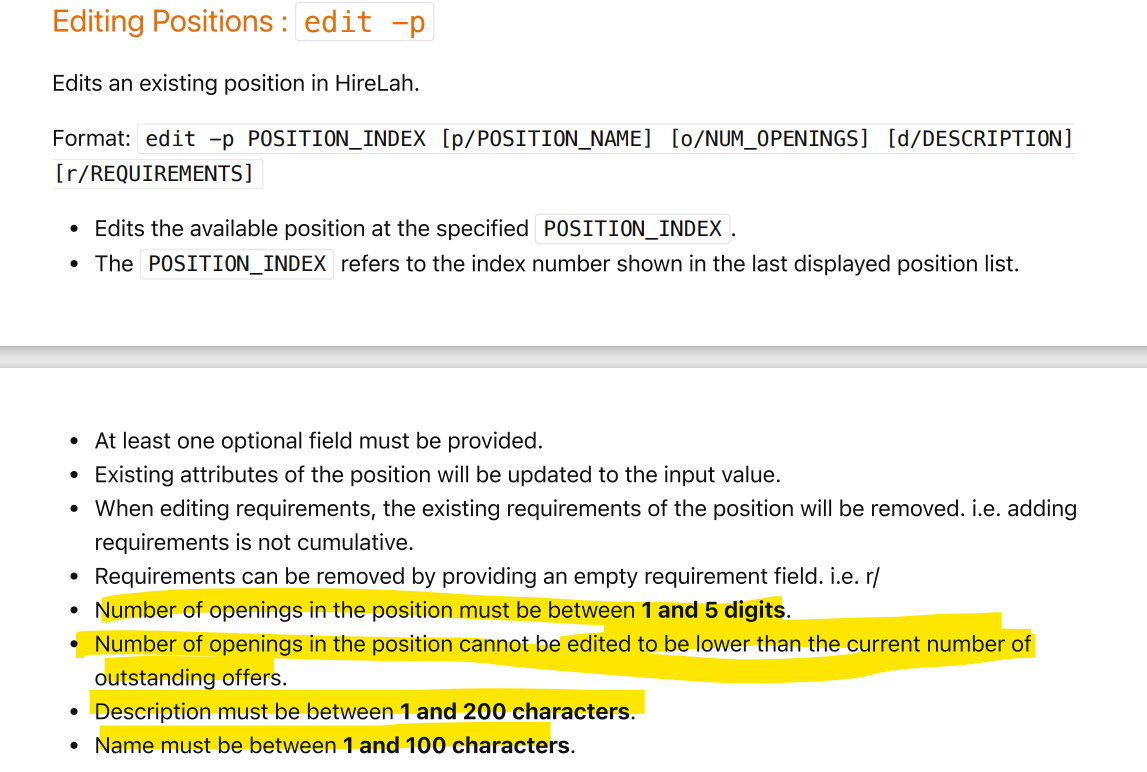 Editing Positions : edit -p
Edits an existing position in HireLah.
Format: edit -p POSITION_INDEX [p/POSITION_NAME] [o/NUM_OPENINGS] [d/DESCRIPTION]
[r/REQUIREMENTS]
• Edits the available position at the specified POSITION_INDEX.
• The POSITION_INDEX refers to the index number shown in the last displayed position list.
• At least one optional field must be provided.
• Existing attributes of the position will be updated to the input value.
• When editing requirements, the existing requirements of the position will be removed. i.e. adding
requirements is not cumulative.
• Requirements can be removed by providing an empty requirement field. i.e. r/
• Number of openings in the position must be between 1 and 5 digits.
• Number of openings in the position cannot be edited to be lower than the current number of
outstanding offers.
• Description must be between 1 and 200 characters.
• Name must be between 1 and 100 characters.